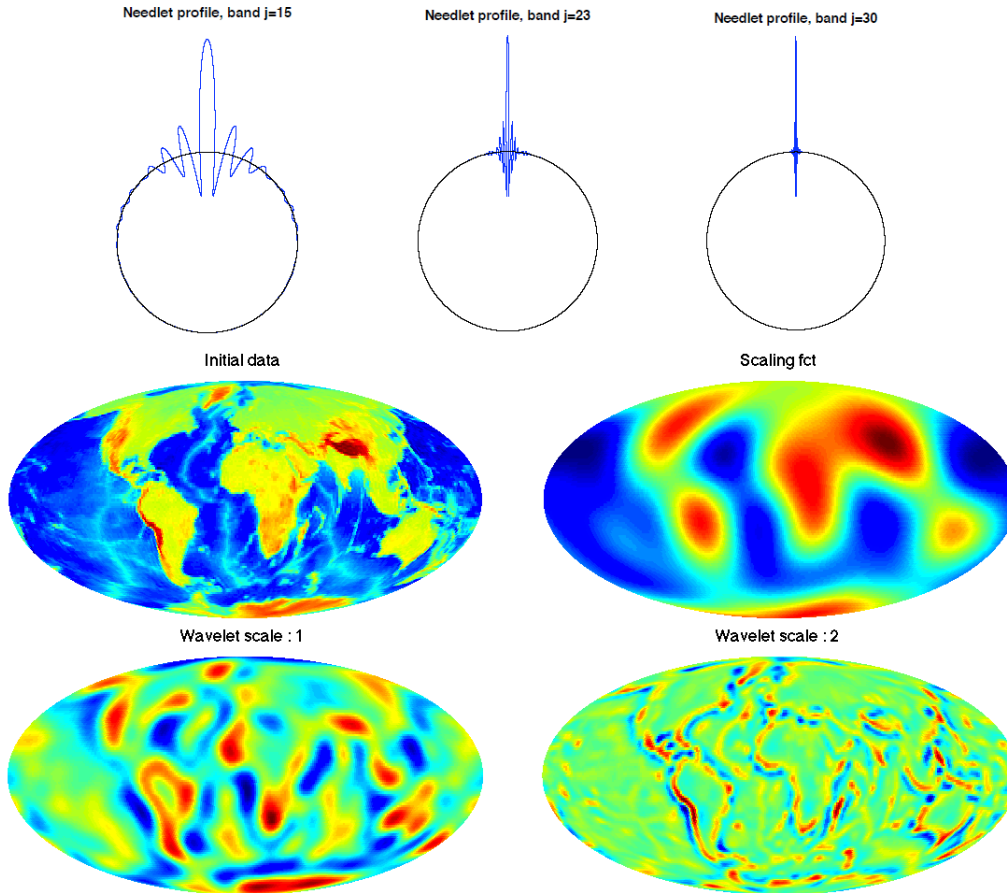 Needlet profile, band j=15
Needlet profile, band j=23
Needlet profile, band j=30
Initial data
Scaling fct
Wavelet scale : 1
Wavelet scale : 2